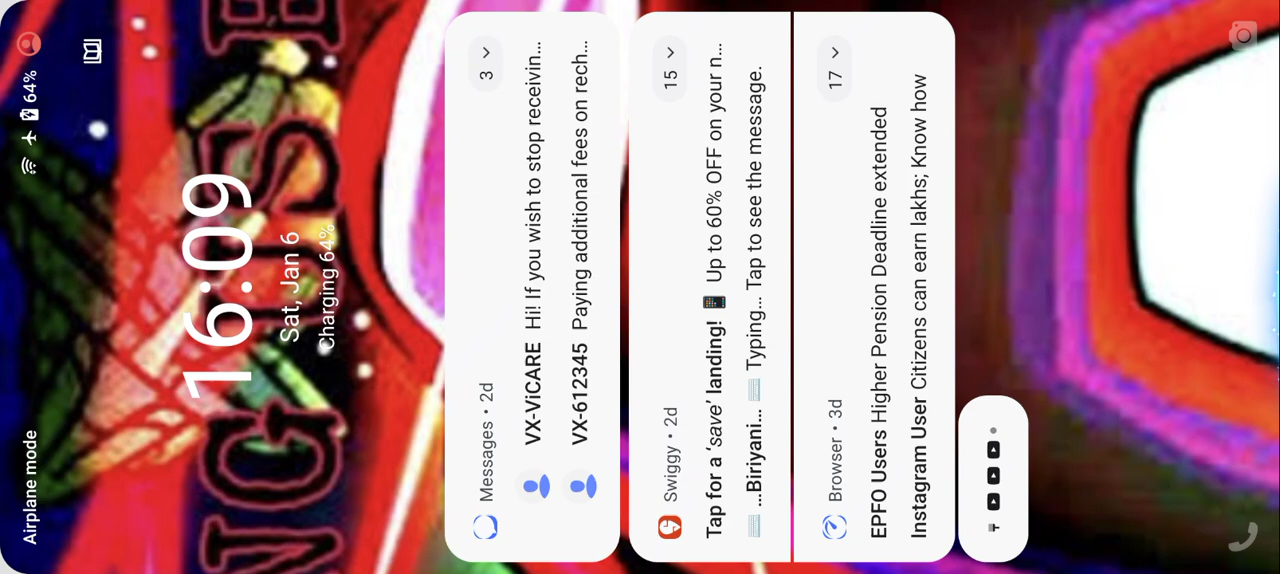 Airplane mode
64%
16:09
Sat, Jan 6
Charging 64%
NGTSH
Messages • 2d
3
VX-ViCARE Hi! If you wish to stop receivin...
VX-612345 Paying additional fees on rech...
Swiggy • 2d
15
Tap for a 'save' landing! 📱 Up to 60% OFF on your n...
⌨️ ...Biriyani... ⌨️ Typing... Tap to see the message.
Browser • 3d
17
EPFO Users Higher Pension Deadline extended
Instagram User Citizens can earn lakhs; Know how